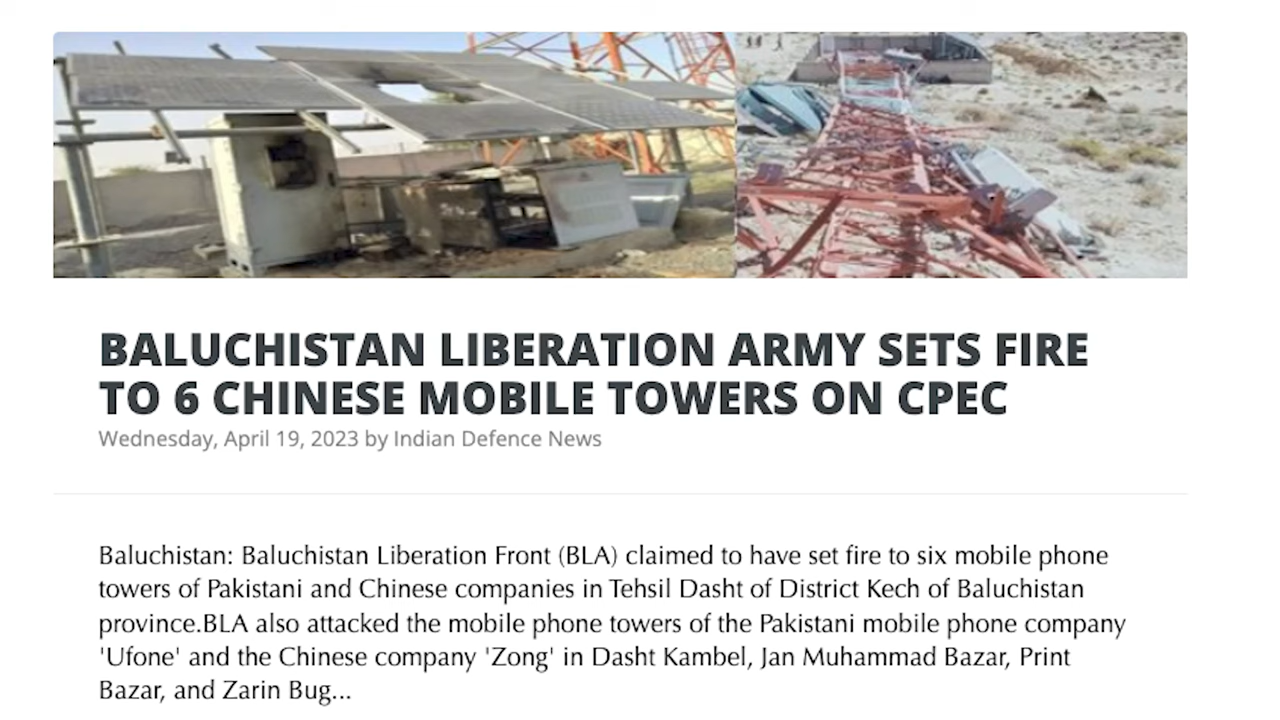 BALUCHISTAN LIBERATION ARMY SETS FIRE
TO 6 CHINESE MOBILE TOWERS ON CPEC
Wednesday, April 19, 2023 by Indian Defence News
Baluchistan: Baluchistan Liberation Front (BLA) claimed to have set fire to six mobile phone
towers of Pakistani and Chinese companies in Tehsil Dasht of District Kech of Baluchistan
province.BLA also attacked the mobile phone towers of the Pakistani mobile phone company
'Ufone' and the Chinese company 'Zong' in Dasht Kambel, Jan Muhammad Bazar, Print
Bazar, and Zarin Bug...